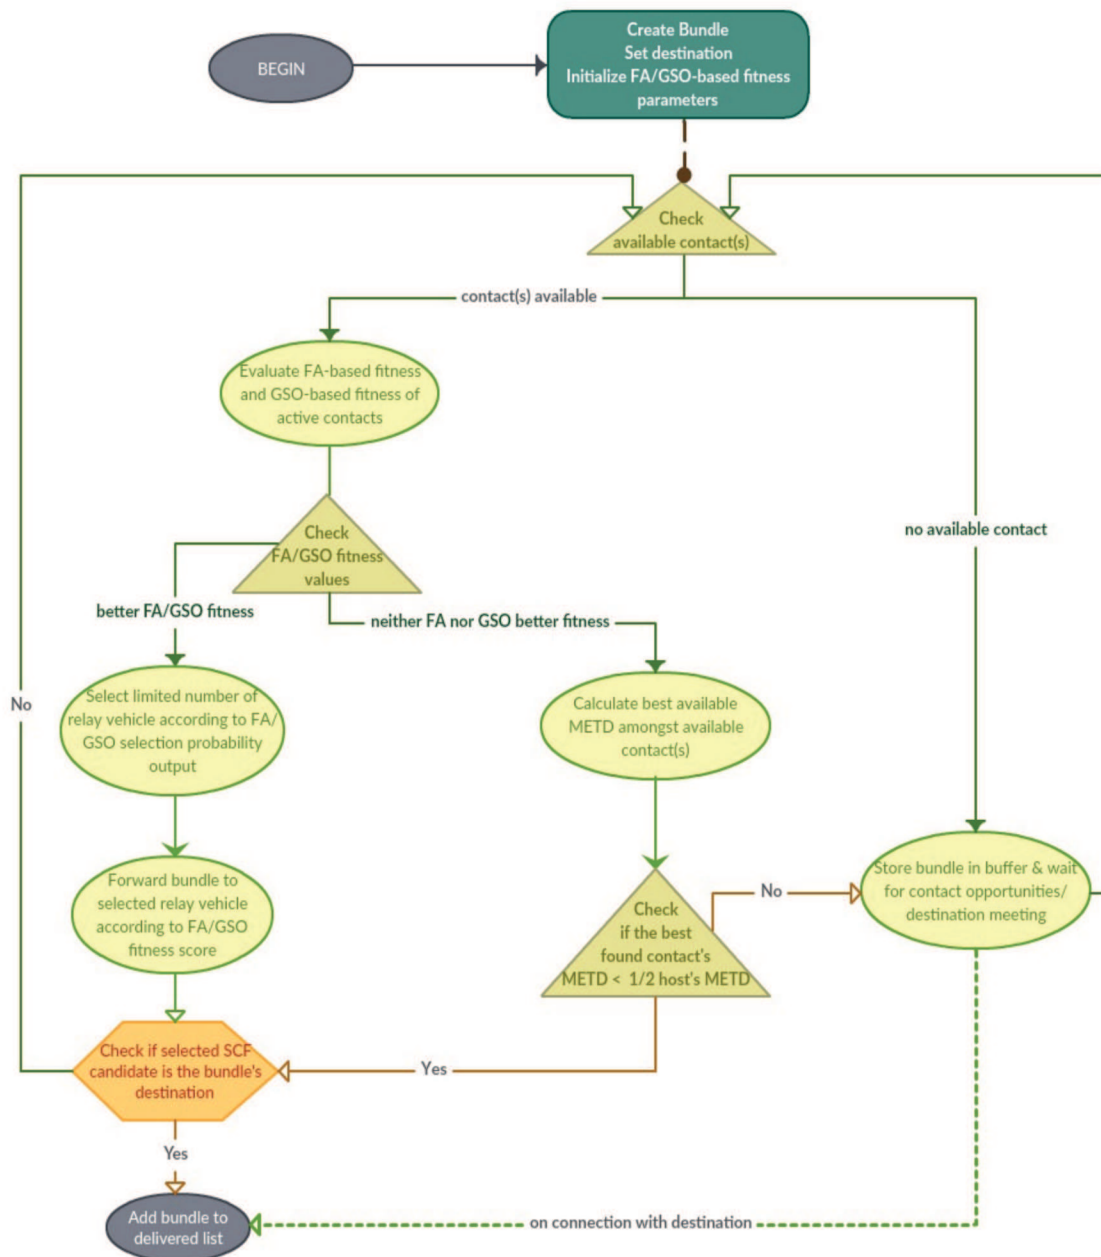 BEGIN
Create Bundle
Set destination
Initialize FA/GSO-based fitness
parameters
Check
available contact(s)
contact(s) available
Evaluate FA-based fitness
and GSO-based fitness of
active contacts
no available contact
Check
FA/GSO fitness
values
better FA/GSO fitness
neither FA nor GSO better fitness
No
Select limited number of
relay vehicle according to FA/
GSO selection probability
output
Calculate best available
METD amongst available
contact(s)
Forward bundle to
selected relay vehicle
according to FA/GSO
fitness score
Check
if the best
found contact's
METD < 1/2 host's METD
No
Store bundle in buffer & wait
for contact opportunities/
destination meeting
Check if selected SCF
candidate is the bundle's
destination
Yes
Yes
Add bundle to
delivered list
on connection with destination